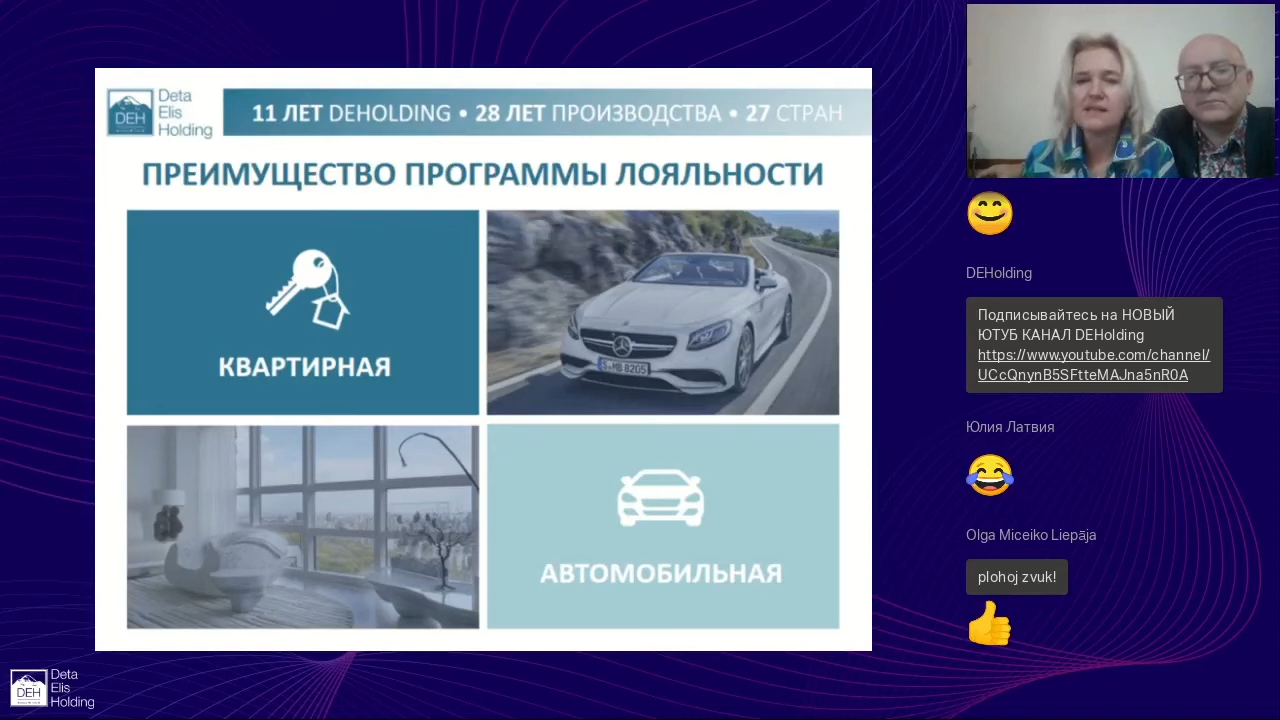 DEH
Deta
Elis
Holding
11 ЛЕТ DEHOLDING • 28 ЛЕТ ПРОИЗВОДСТВА • 27 СТРАН
ПРЕИМУЩЕСТВО ПРОГРАММЫ ЛОЯЛЬНОСТИ
КВАРТИРНАЯ
S MB 8205
АВТОМОБИЛЬНАЯ
DEHolding
Подписывайтесь на НОВЫЙ
ЮТУБ КАНАЛ DEHolding
https://www.youtube.com/channel/
UCcQnynB5SFtteMAJna5nR0A
Юлия Латвия
Olga Miceiko Liepāja
plohoj zvuk!
DEH
Deta
Elis
Holding